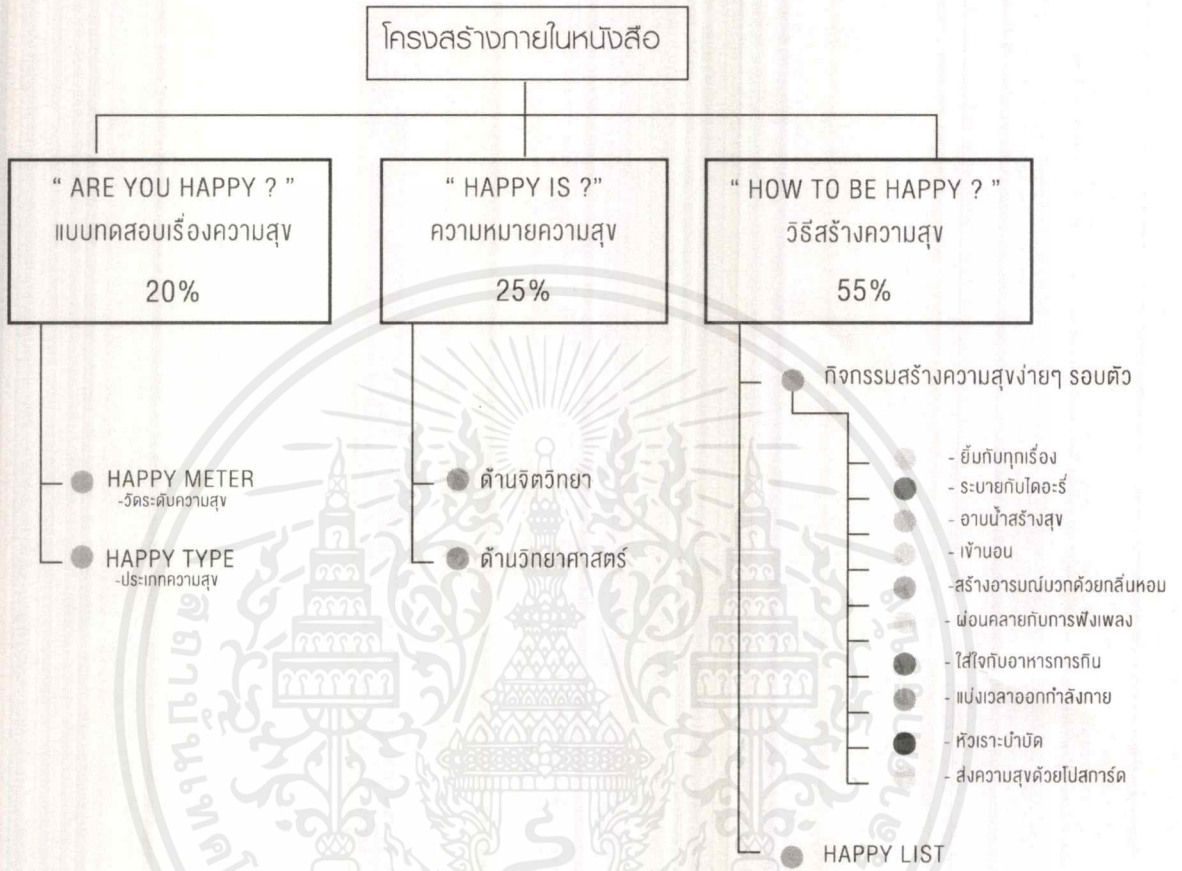 โครงสร้างภายในหนังสือ
“ ARE YOU HAPPY ? ”
แบบทดสอบเรื่องความสุข
20%
“ HAPPY IS ?”
ความหมายความสุข
25%
“ HOW TO BE HAPPY ? ”
วิธีสร้างความสุข
55%
HAPPY METER
-วัดระดับความสุข
HAPPY TYPE
-ประเภทความสุข
ด้านจิตวิทยา
ด้านวิทยาศาสตร์
กิจกรรมสร้างความสุขง่ายๆ รอบตัว
- ยิ้มกับทุกเรื่อง
- ระบายกับไดอะรี่
- อาบน้ำสร้างสุข
- เข้านอน
-สร้างอารมณ์บวกด้วยกลิ่นหอม
- ผ่อนคลายกับการฟังเพลง
- ใส่ใจกับอาหารการกิน
- แบ่งเวลาออกกำลังกาย
- หัวเราะบำบัด
- ส่งความสุขด้วยโปสการ์ด
HAPPY LIST